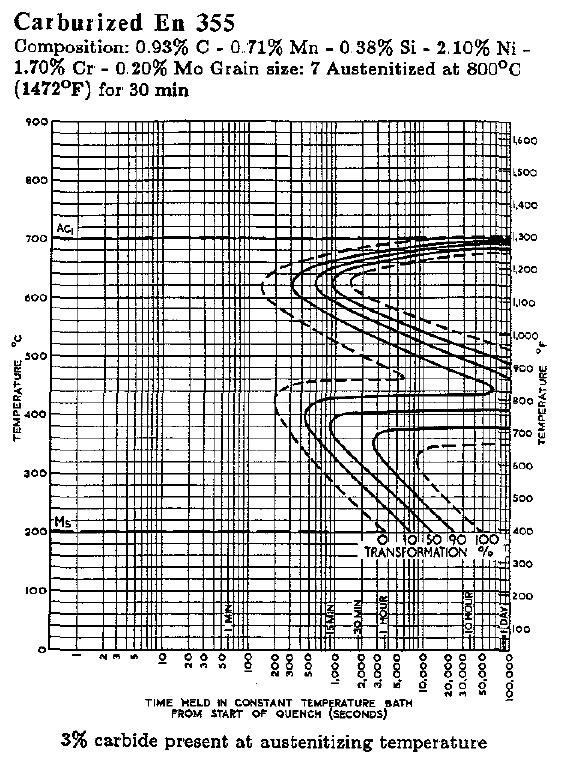 Carburized En 355
Composition: 0.93% C - 0.71% Mn - 0.38% Si - 2.10% Ni -
1.70% Cr - 0.20% Mo Grain size: 7 Austenitized at 800°C
(1472°F) for 30 min
900
800
700
600
500
400
300
200
100
0
TEMPERATURE °C
AC1
Ms
1,600
1,500
1,400
1,300
1,200
1,100
1,000
900
800
700
600
500
400
300
200
100
TEMPERATURE °F
0 10 50 90 100
TRANSFORMATION %
1 MIN
15 MIN
30 MIN
1 HOUR
10 HOUR
1 DAY
1 2 3 5 10 20 30 50 100 200 300 500 1,000 2,000 3,000 5,000 10,000 20,000 30,000 50,000 100,000
TIME HELD IN CONSTANT TEMPERATURE BATH
FROM START OF QUENCH (SECONDS)
3% carbide present at austenitizing temperature